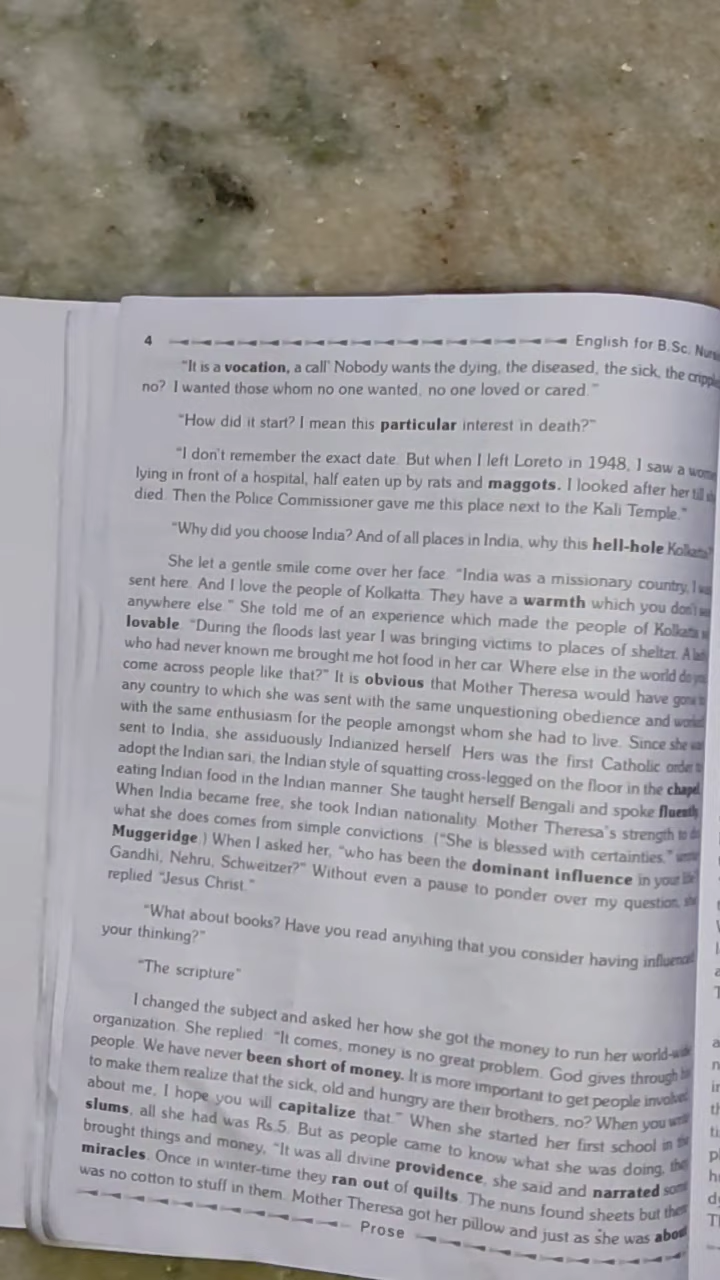 4 English for B.Sc. Nursi
"It is a vocation, a call' Nobody wants the dying, the diseased, the sick, the
no? I wanted those whom no one wanted, no one loved or cared."
"How did it start? I mean this particular interest in death?"
"I don't remember the exact date. But when I left Loreto in 1948, I saw a
lying in front of a hospital, half eaten up by rats and maggots. I looked after her till
died. Then the Police Commissioner gave me this place next to the Kali Temple."
"Why did you choose India? And of all places in India, why this hell-hole Kolkatta?
She let a gentle smile come over her face. "India was a missionary country, I
sent here. And I love the people of Kolkatta. They have a warmth which you don't
anywhere else." She told me of an experience which made the people of Kolkatta
lovable. "During the floods last year I was bringing victims to places of shelter. A
who had never known me brought me hot food in her car. Where else in the world do
come across people like that?" It is obvious that Mother Theresa would have gone
any country to which she was sent with the same unquestioning obedience and worked
with the same enthusiasm for the people amongst whom she had to live. Since she
sent to India, she assiduously Indianized herself. Hers was the first Catholic order
adopt the Indian sari, the Indian style of squatting cross-legged on the floor in the chapel.
eating Indian food in the Indian manner. She taught herself Bengali and spoke fluently.
When India became free, she took Indian nationality. Mother Theresa's strength to do
what she does comes from simple convictions. ("She is blessed with certainties,"
Muggeridge.) When I asked her, "who has been the dominant influence in your
Gandhi, Nehru, Schweitzer?" Without even a pause to ponder over my question, she
replied "Jesus Christ."
"What about books? Have you read anyihing that you consider having influenced
your thinking?"
"The scripture"
I changed the subject and asked her how she got the money to run her world-wide
organization. She replied. "It comes, money is no great problem. God gives through
people. We have never been short of money. It is more important to get people involved
to make them realize that the sick, old and hungry are their brothers, no? When you
about me, I hope you will capitalize that." When she started her first school in the
slums, all she had was Rs.5. But as people came to know what she was doing, they
brought things and money, "It was all divine providence, she said and narrated some
miracles. Once in winter-time they ran out of quilts. The nuns found sheets but there
was no cotton to stuff in them. Mother Theresa got her pillow and just as she was about
Prose